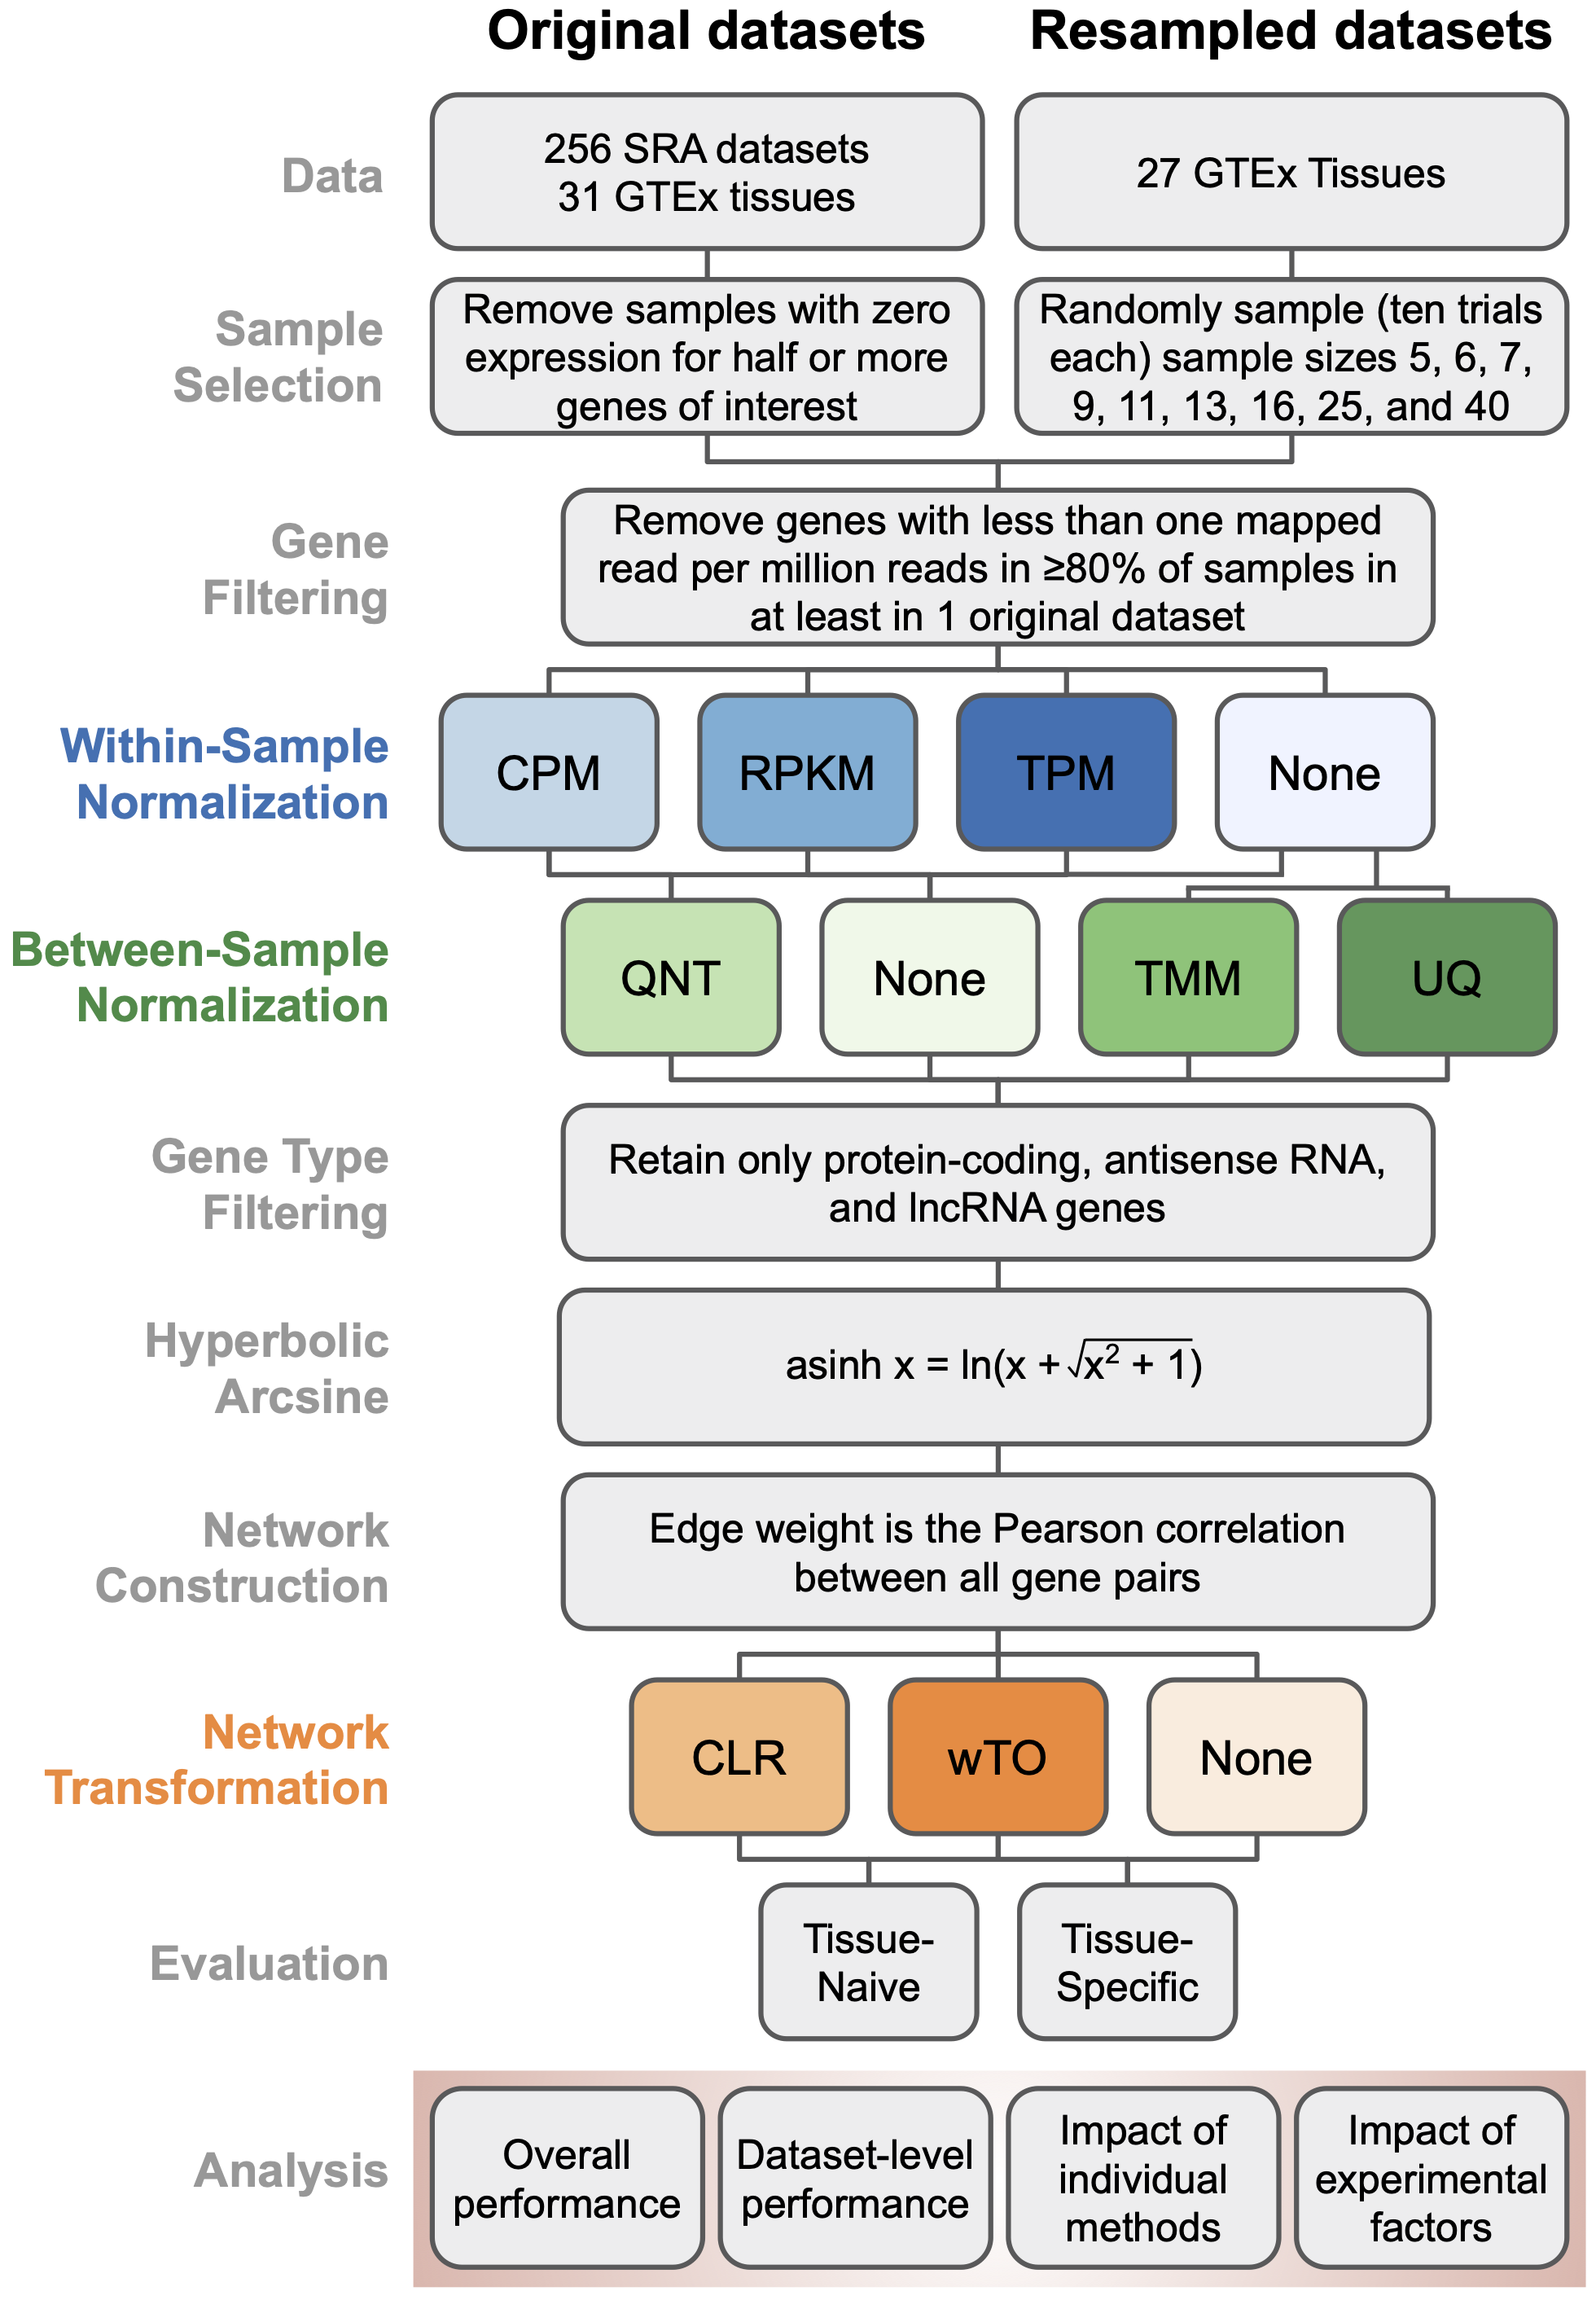 Original datasets
Resampled datasets
Data
256 SRA datasets
31 GTEx tissues
27 GTEx Tissues
Sample
Selection
Remove samples with zero
expression for half or more
genes of interest
Randomly sample (ten trials
each) sample sizes 5, 6, 7,
9, 11, 13, 16, 25, and 40
Gene
Filtering
Remove genes with less than one mapped
read per million reads in ≥80% of samples in
at least in 1 original dataset
Within-Sample
Normalization
CPM
RPKM
TPM
None
Between-Sample
Normalization
QNT
None
TMM
UQ
Gene Type
Filtering
Retain only protein-coding, antisense RNA,
and lncRNA genes
Hyperbolic
Arcsine
asinh x = ln(x + √x² + 1)
Network
Construction
Edge weight is the Pearson correlation
between all gene pairs
Network
Transformation
CLR
wTO
None
Evaluation
Tissue-
Naive
Tissue-
Specific
Analysis
Overall
performance
Dataset-level
performance
Impact of
individual
methods
Impact of
experimental
factors